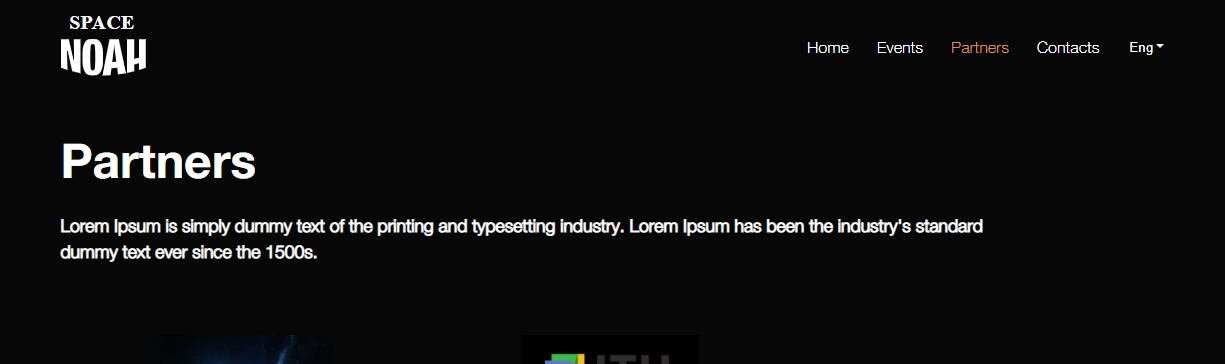 SPACE
NOAH
Home Events Partners Contacts Eng
Partners
Lorem Ipsum is simply dummy text of the printing and typesetting industry. Lorem Ipsum has been the industry's standard
dummy text ever since the 1500s.